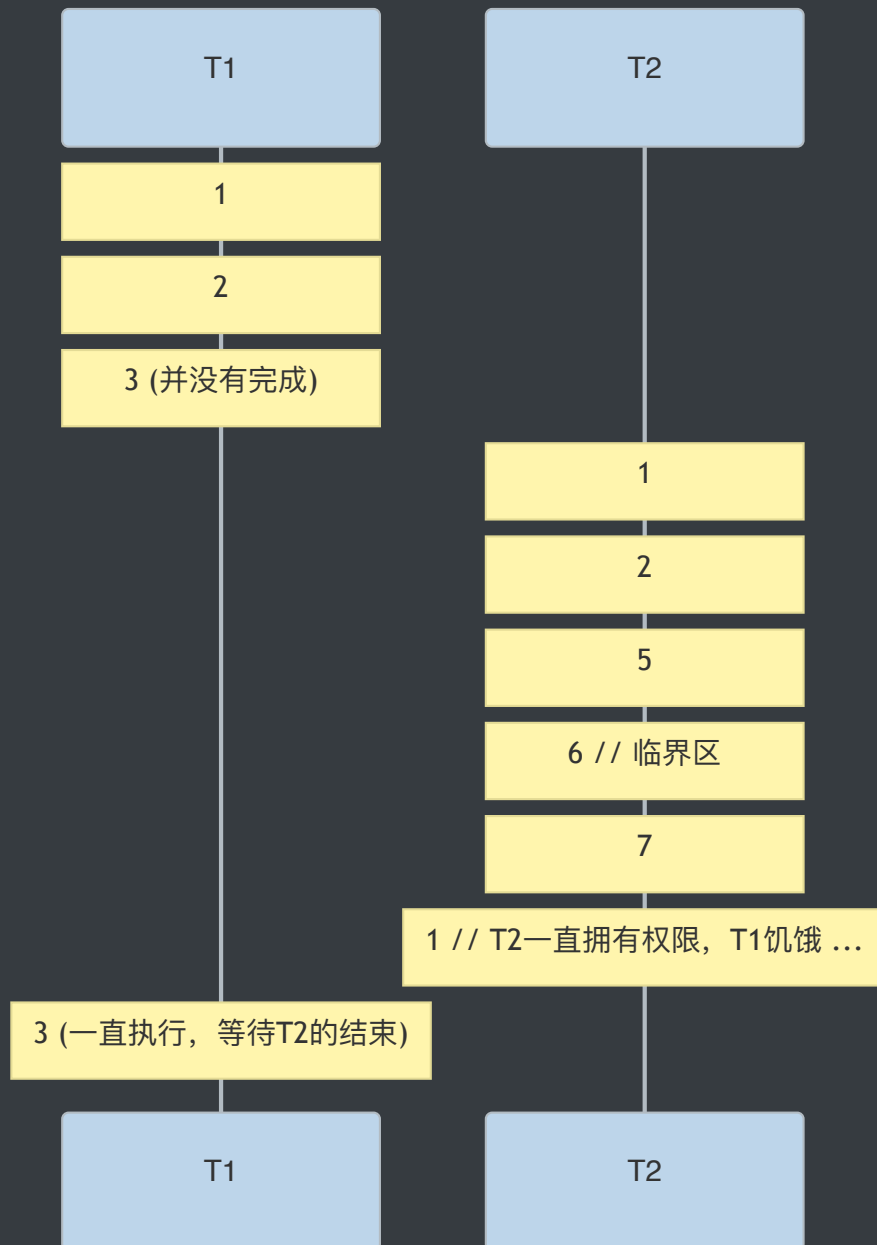 T1
T2
1
2
3 (并没有完成)
1
2
5
6 // 临界区
7
1 // T2一直拥有权限，T1饥饿 ...
3 (一直执行，等待T2的结束)
T1
T2